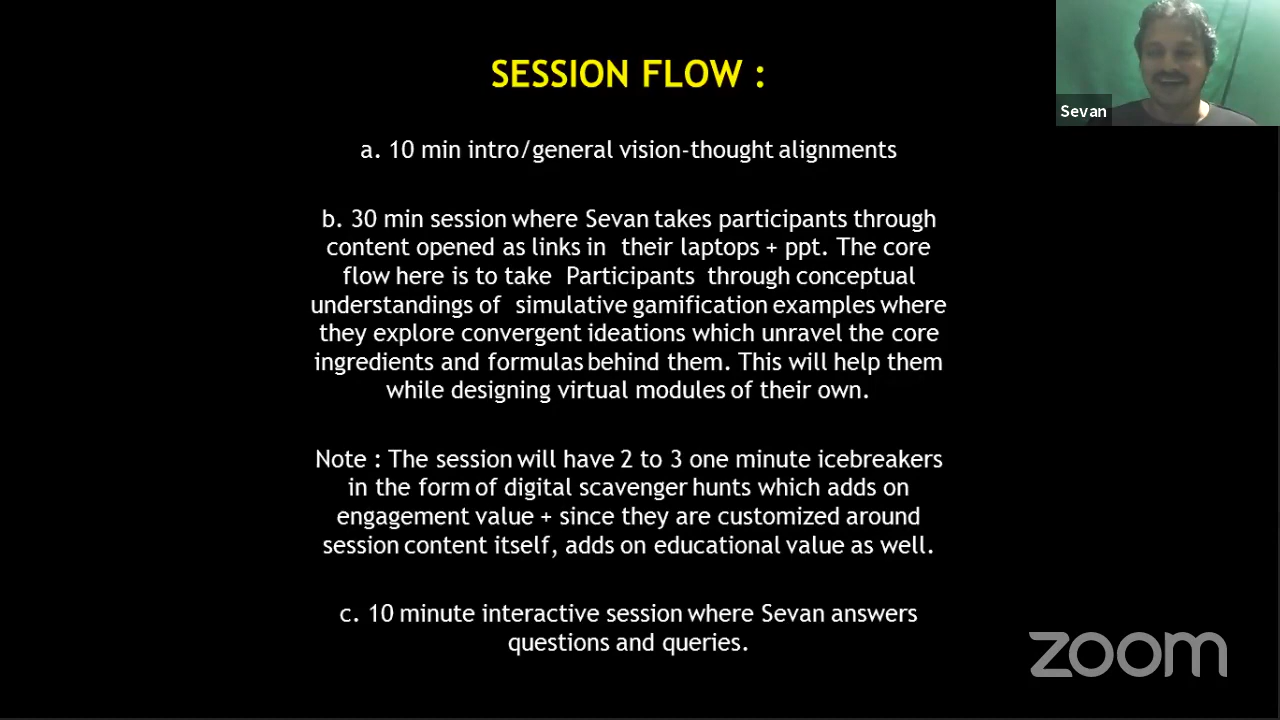 SESSION FLOW :
Sevan
a. 10 min intro/general vision-thought alignments
b. 30 min session where Sevan takes participants through
content opened as links in their laptops + ppt. The core
flow here is to take Participants through conceptual
understandings of simulative gamification examples where
they explore convergent ideations which unravel the core
ingredients and formulas behind them. This will help them
while designing virtual modules of their own.
Note : The session will have 2 to 3 one minute icebreakers
in the form of digital scavenger hunts which adds on
engagement value + since they are customized around
session content itself, adds on educational value as well.
c. 10 minute interactive session where Sevan answers
questions and queries.
zoom